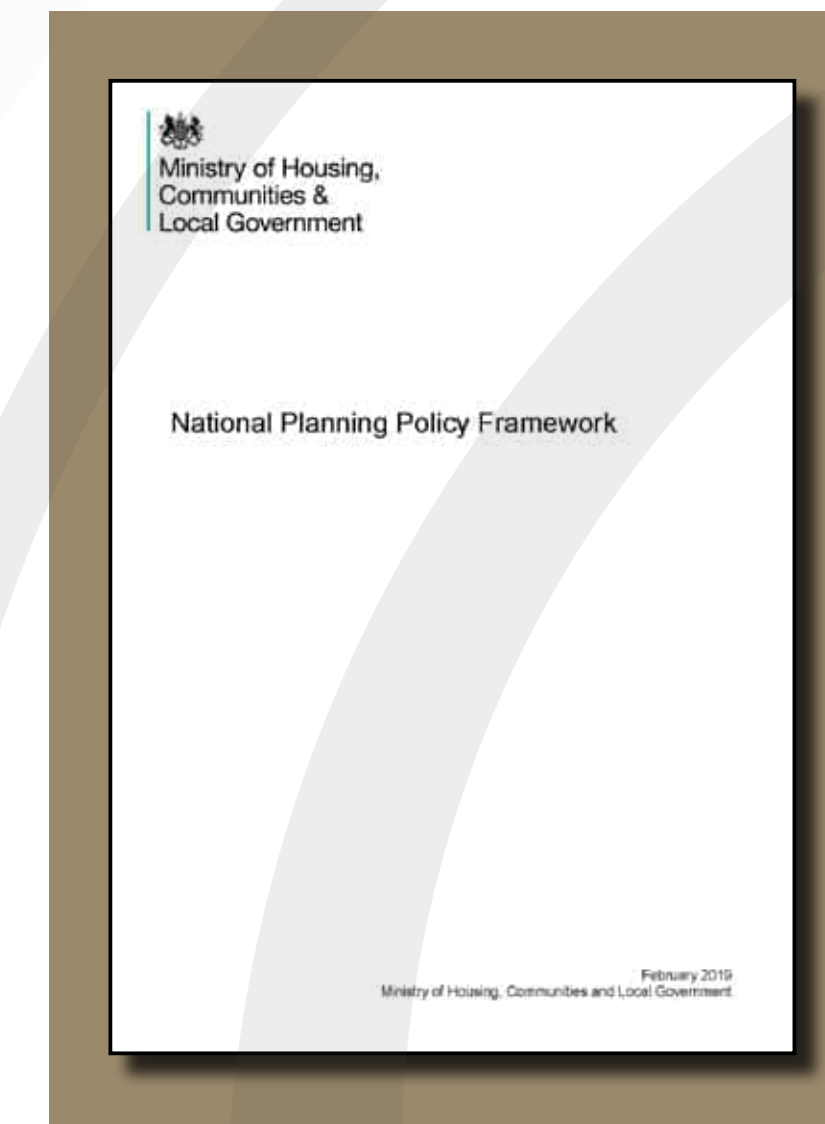 Ministry of Housing,
Communities &
Local Government
National Planning Policy Framework
February 2019
Ministry of Housing, Communities and Local Government